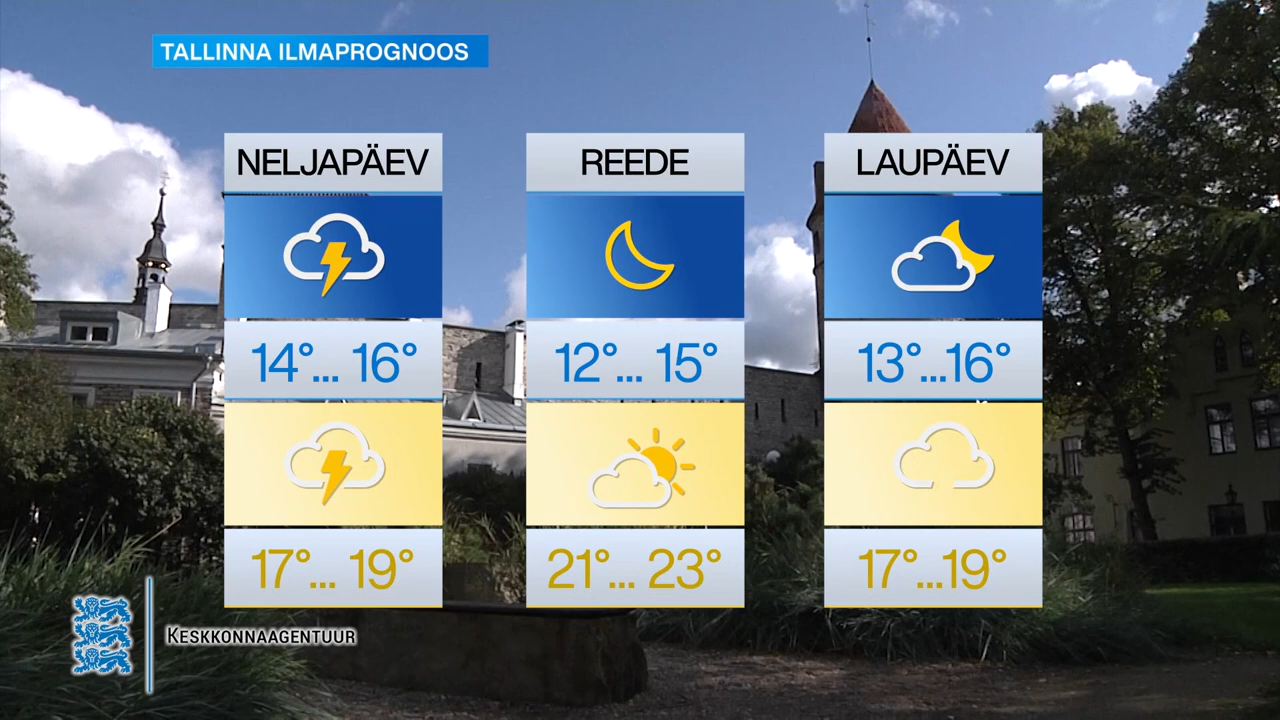 TALLINNA ILMAPROGNOOS
NELJAPÄEV
14°... 16°
17°... 19°
REEDE
12°... 15°
21°... 23°
LAUPÄEV
13°...16°
17°...19°
KESKKONNAAGENTUUR